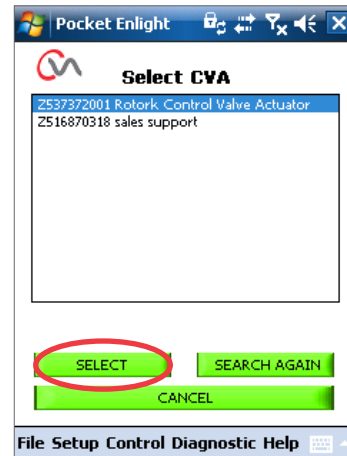 Pocket Enlight
Select CVA
Z537372001 Rotork Control Valve Actuator
Z516870318 sales support
SELECT SEARCH AGAIN
CANCEL
File Setup Control Diagnostic Help